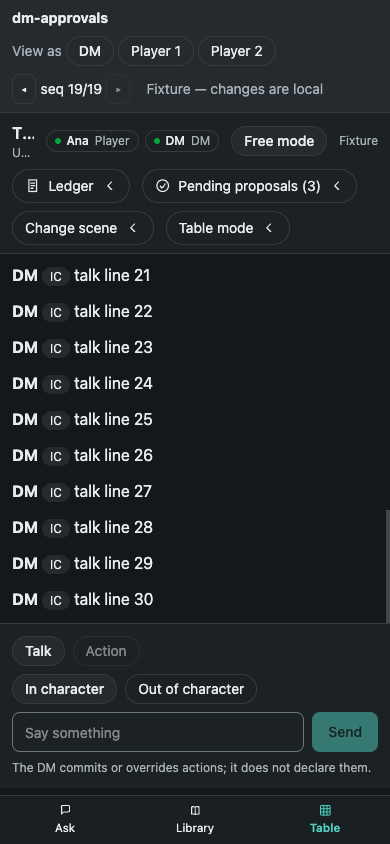 dm-approvals
View as DM Player 1 Player 2
seq 19/19 Fixture — changes are local
T... Ana Player DM DM Free mode Fixture
U...
Ledger Pending proposals (3)
Change scene Table mode
DM IC talk line 21
DM IC talk line 22
DM IC talk line 23
DM IC talk line 24
DM IC talk line 25
DM IC talk line 26
DM IC talk line 27
DM IC talk line 28
DM IC talk line 29
DM IC talk line 30
Talk Action
In character Out of character
Say something Send
The DM commits or overrides actions; it does not declare them.
Ask Library Table